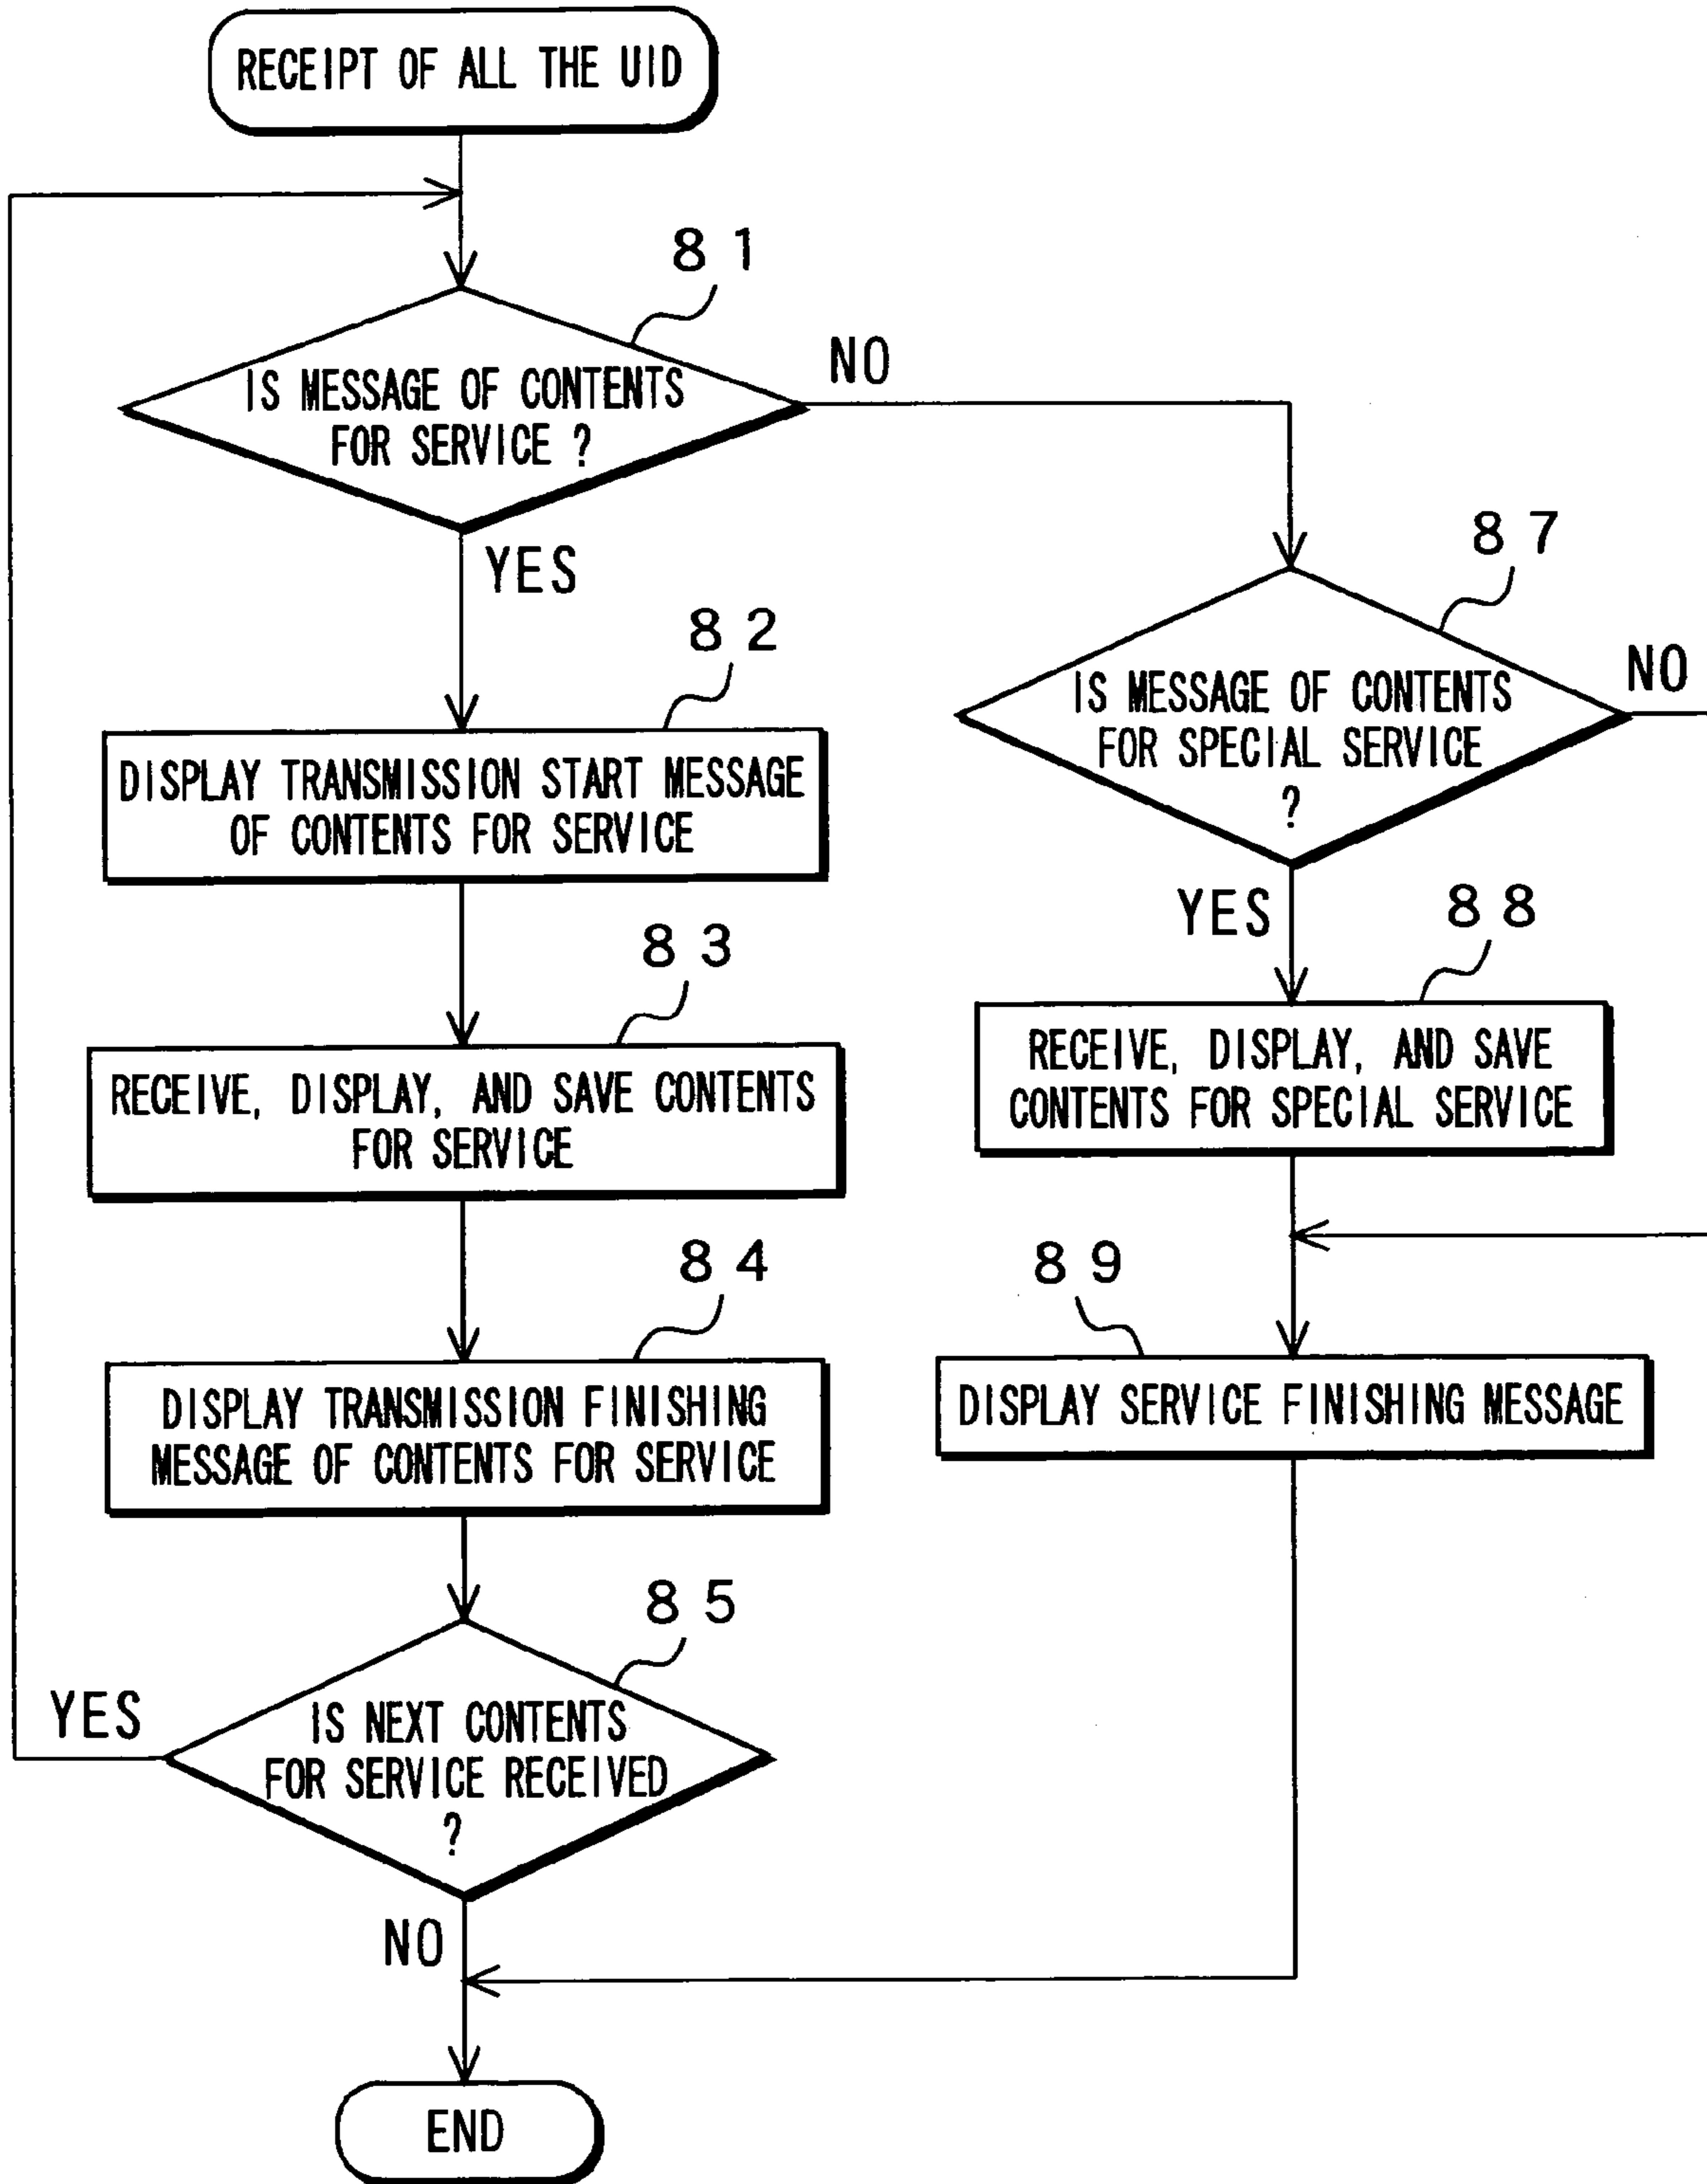 RECEIPT OF ALL THE UID
81
IS MESSAGE OF CONTENTS
FOR SERVICE ?
NO
YES
82
DISPLAY TRANSMISSION START MESSAGE
OF CONTENTS FOR SERVICE
83
RECEIVE, DISPLAY, AND SAVE CONTENTS
FOR SERVICE
84
DISPLAY TRANSMISSION FINISHING
MESSAGE OF CONTENTS FOR SERVICE
85
IS NEXT CONTENTS
FOR SERVICE RECEIVED
?
YES
NO
87
IS MESSAGE OF CONTENTS
FOR SPECIAL SERVICE
?
NO
YES
88
RECEIVE, DISPLAY, AND SAVE
CONTENTS FOR SPECIAL SERVICE
89
DISPLAY SERVICE FINISHING MESSAGE
END